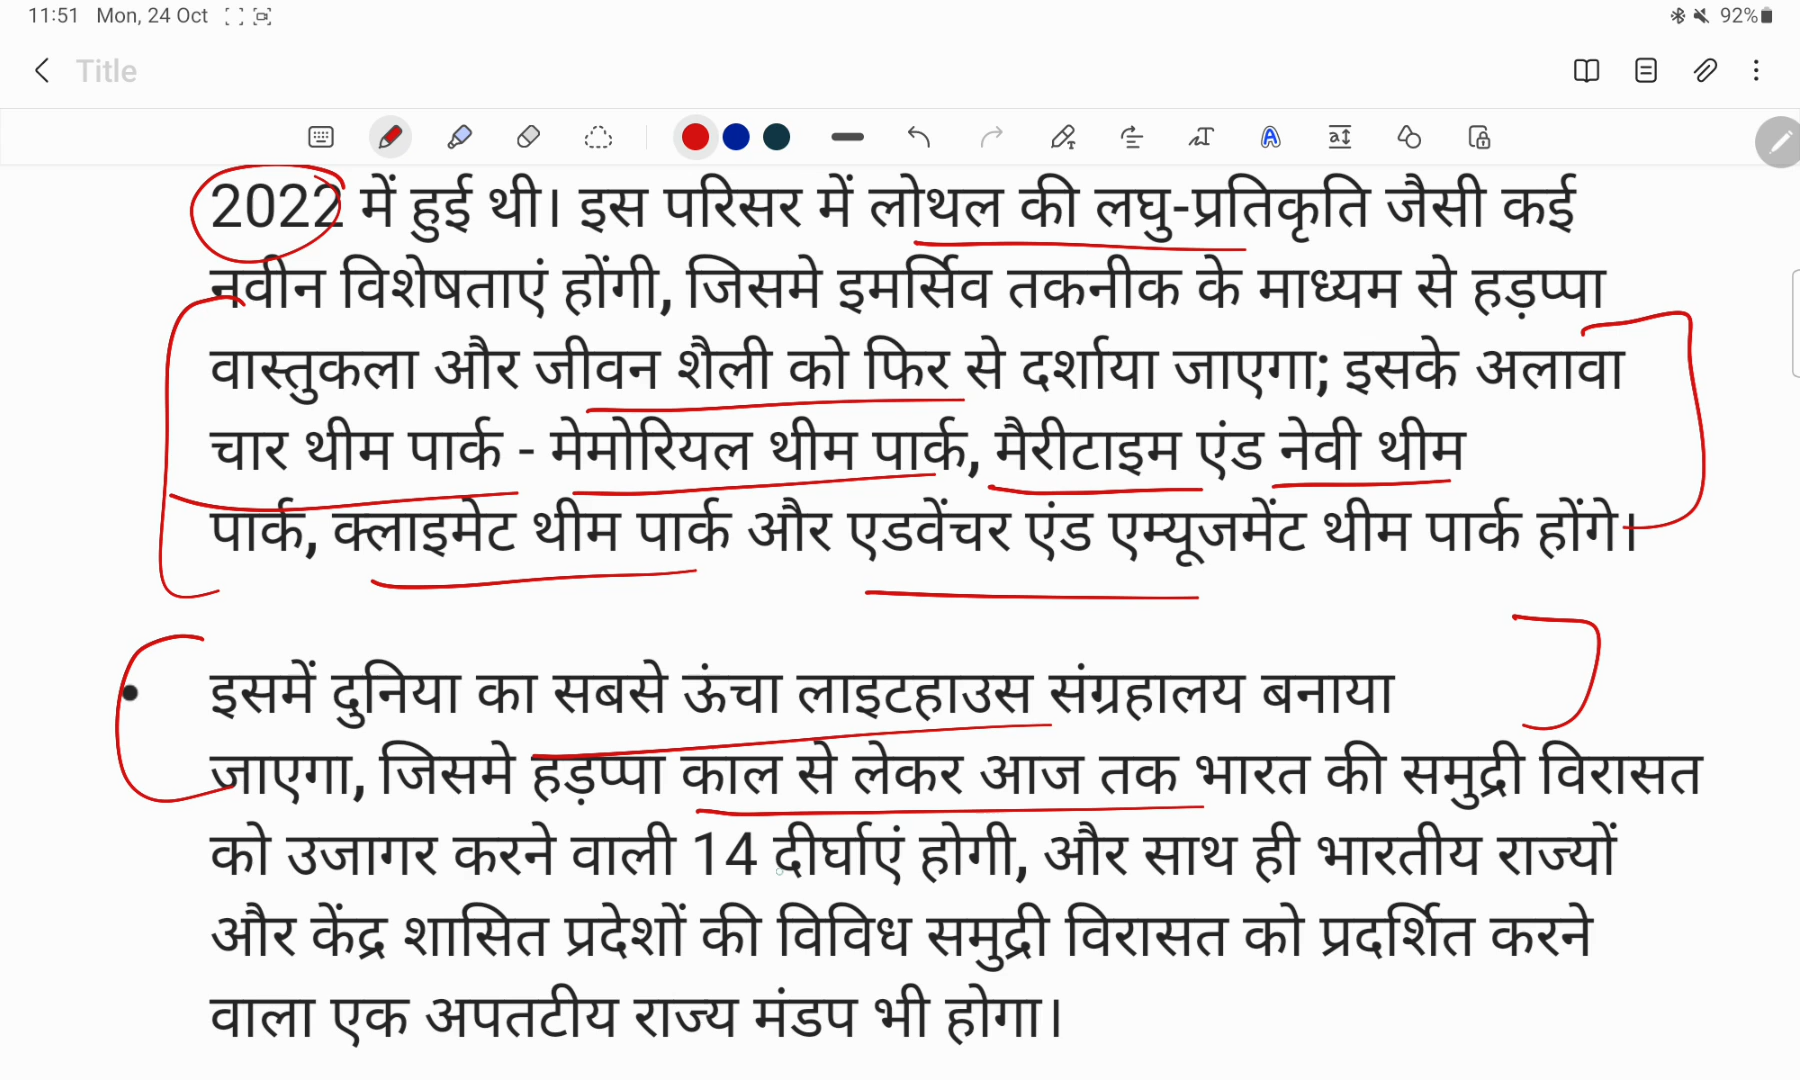 11:51 Mon, 24 Oct 92%
Title
2022 में हुई थी। इस परिसर में लोथल की लघु-प्रतिकृति जैसी कई
नवीन विशेषताएं होंगी, जिसमे इमर्सिव तकनीक के माध्यम से हड़प्पा
वास्तुकला और जीवन शैली को फिर से दर्शाया जाएगा; इसके अलावा
चार थीम पार्क - मेमोरियल थीम पार्क, मैरीटाइम एंड नेवी थीम
पार्क, क्लाइमेट थीम पार्क और एडवेंचर एंड एम्यूजमेंट थीम पार्क होंगे।
इसमें दुनिया का सबसे ऊंचा लाइटहाउस संग्रहालय बनाया
जाएगा, जिसमे हड़प्पा काल से लेकर आज तक भारत की समुद्री विरासत
को उजागर करने वाली 14 दीर्घाएं होगी, और साथ ही भारतीय राज्यों
और केंद्र शासित प्रदेशों की विविध समुद्री विरासत को प्रदर्शित करने
वाला एक अपतटीय राज्य मंडप भी होगा।